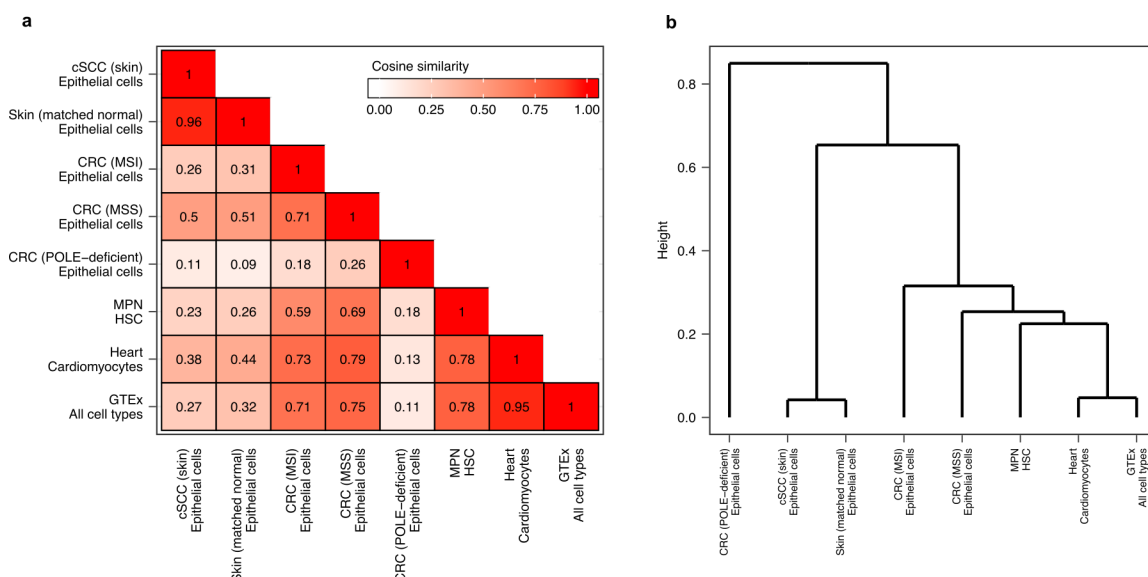 a
b
cSCC (skin)
Epithelial cells
Skin (matched normal)
Epithelial cells
CRC (MSI)
Epithelial cells
CRC (MSS)
Epithelial cells
CRC (POLE−deficient)
Epithelial cells
MPN
HSC
Heart
Cardiomyocytes
GTEx
All cell types
Cosine similarity
0.00 0.25 0.50 0.75 1.00
1
0.96 1
0.26 0.31 1
0.5 0.51 0.71 1
0.11 0.09 0.18 0.26 1
0.23 0.26 0.59 0.69 0.18 1
0.38 0.44 0.73 0.79 0.13 0.78 1
0.27 0.32 0.71 0.75 0.11 0.78 0.95 1
cSCC (skin)
Epithelial cells
Skin (matched normal)
Epithelial cells
CRC (MSI)
Epithelial cells
CRC (MSS)
Epithelial cells
CRC (POLE−deficient)
Epithelial cells
MPN
HSC
Heart
Cardiomyocytes
GTEx
All cell types
Height
0.8
0.6
0.4
0.2
0.0
CRC (POLE−deficient)
Epithelial cells
cSCC (skin)
Epithelial cells
Skin (matched normal)
Epithelial cells
CRC (MSI)
Epithelial cells
CRC (MSS)
Epithelial cells
MPN
HSC
Heart
Cardiomyocytes
GTEx
All cell types